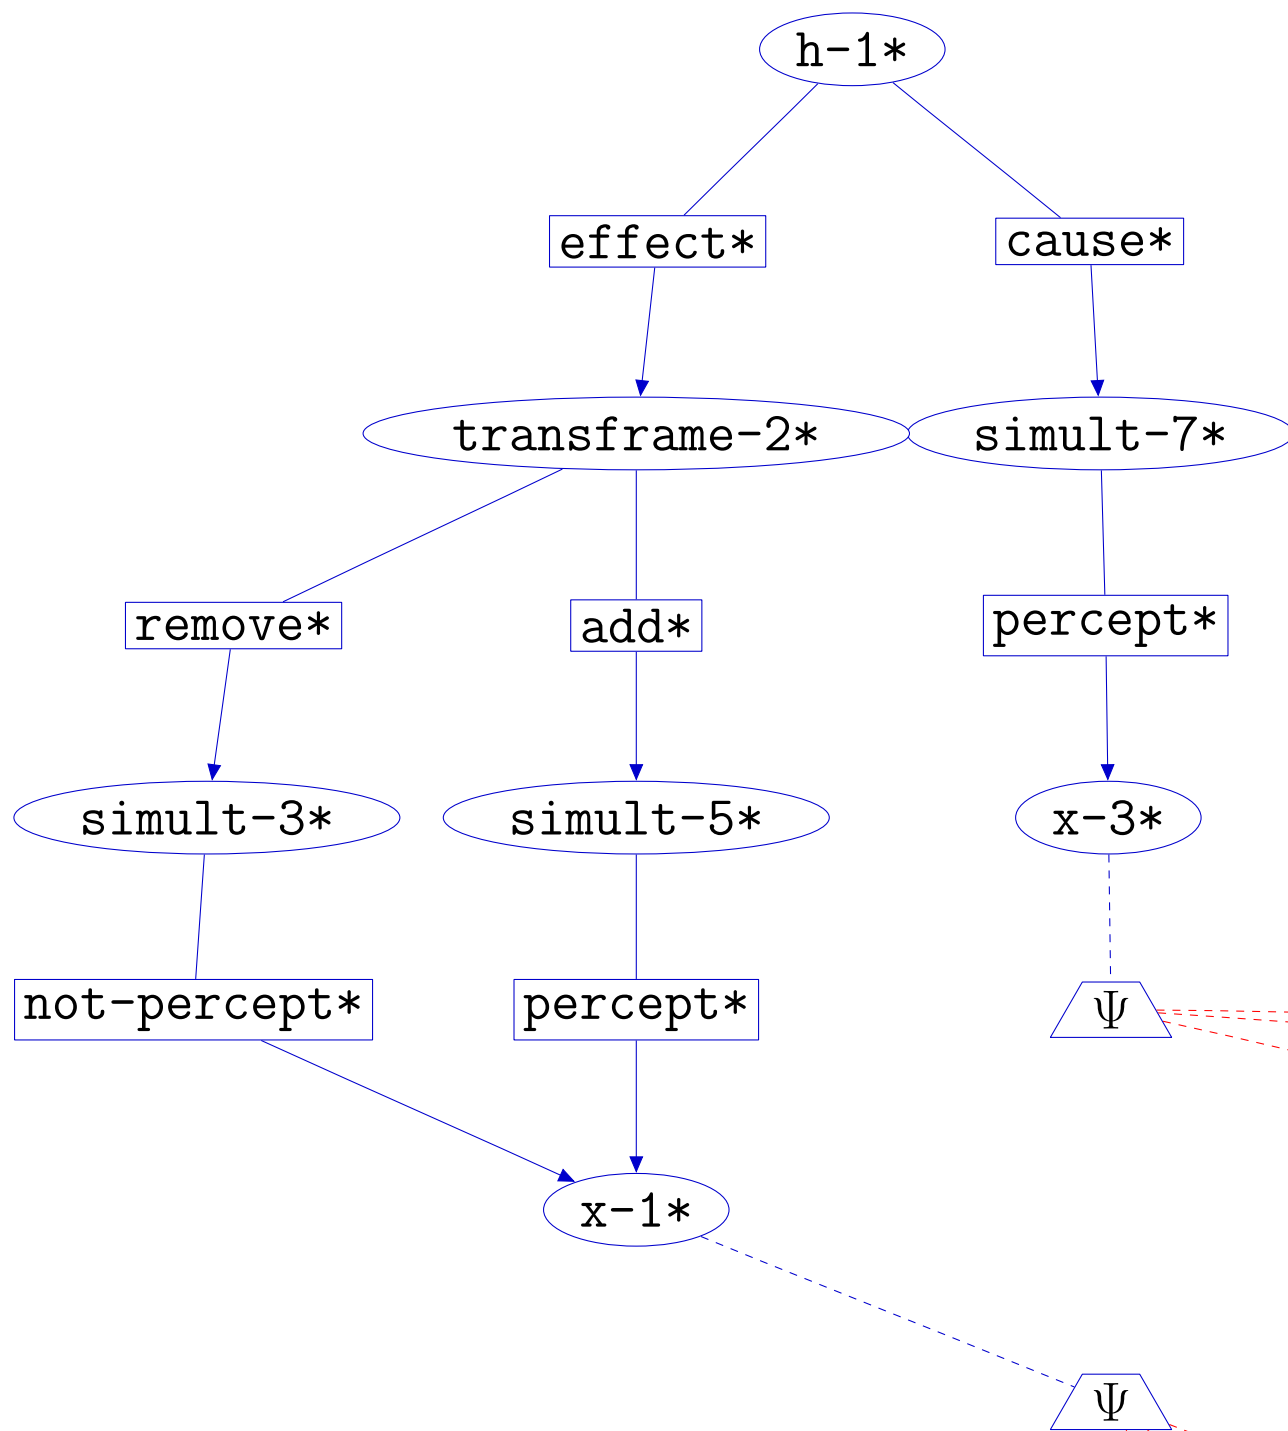 h-1*
effect*
cause*
transframe-2*
simult-7*
remove*
add*
percept*
simult-3*
simult-5*
x-3*
not-percept*
percept*
Ψ
x-1*
Ψ